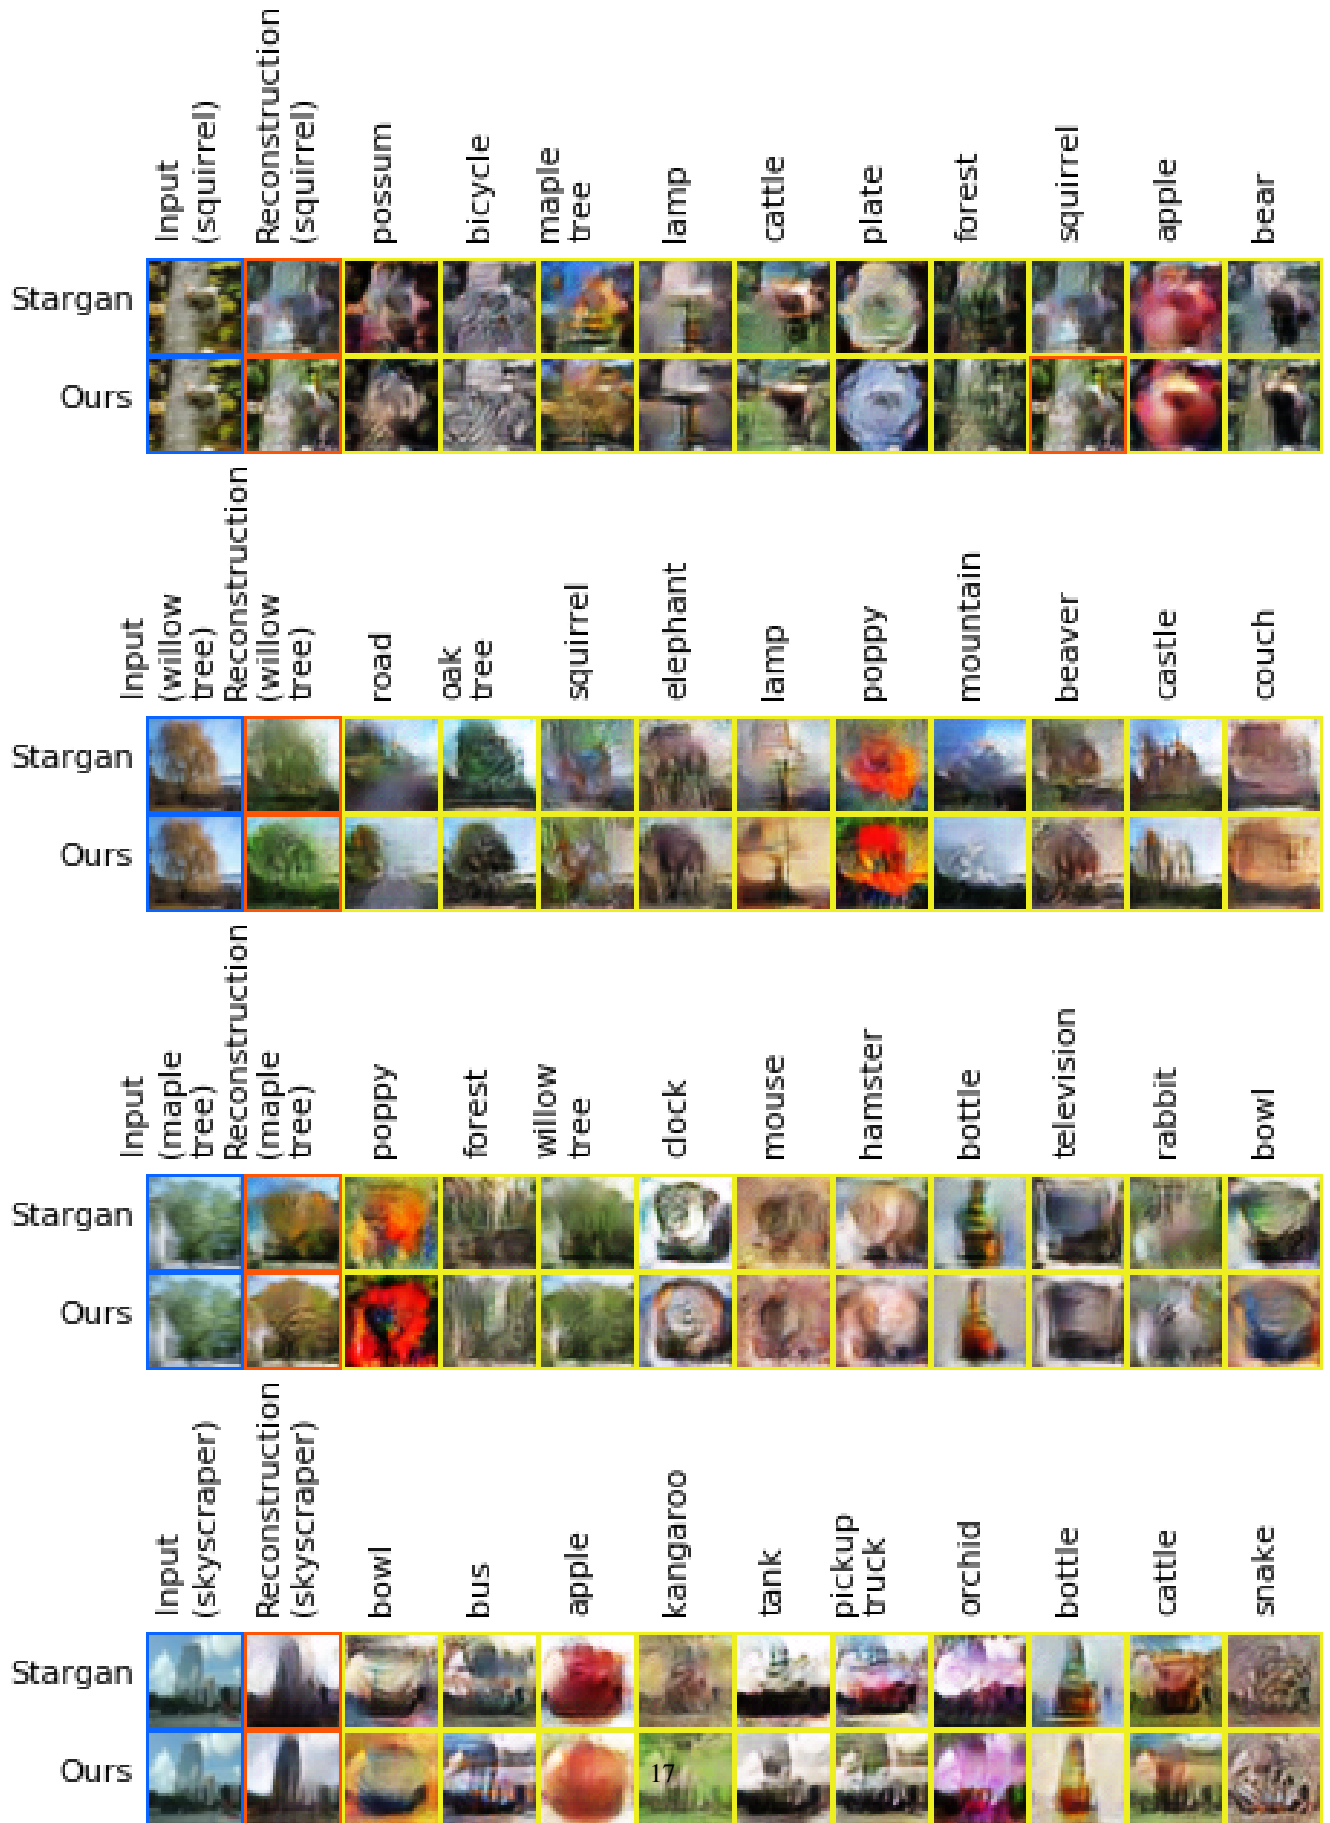 Input
(squirrel)
Reconstruction
(squirrel)
possum
bicycle
maple
tree
lamp
cattle
plate
forest
squirrel
apple
bear
Stargan
Ours
Input
(willow
tree)
Reconstruction
(willow
tree)
road
oak
tree
squirrel
elephant
lamp
poppy
mountain
beaver
castle
couch
Stargan
Ours
Input
(maple
tree)
Reconstruction
(maple
tree)
poppy
forest
willow
tree
clock
mouse
hamster
bottle
television
rabbit
bowl
Stargan
Ours
Input
(skyscraper)
Reconstruction
(skyscraper)
bowl
bus
apple
kangaroo
tank
pickup
truck
orchid
bottle
cattle
snake
Stargan
Ours
17